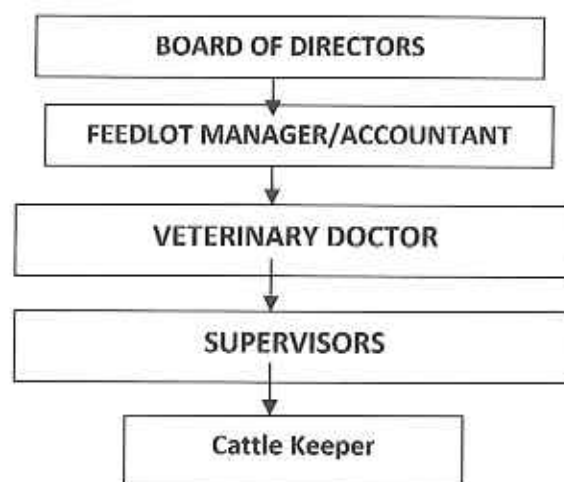 BOARD OF DIRECTORS
FEEDLOT MANAGER/ACCOUNTANT
VETERINARY DOCTOR
SUPERVISORS
Cattle Keeper